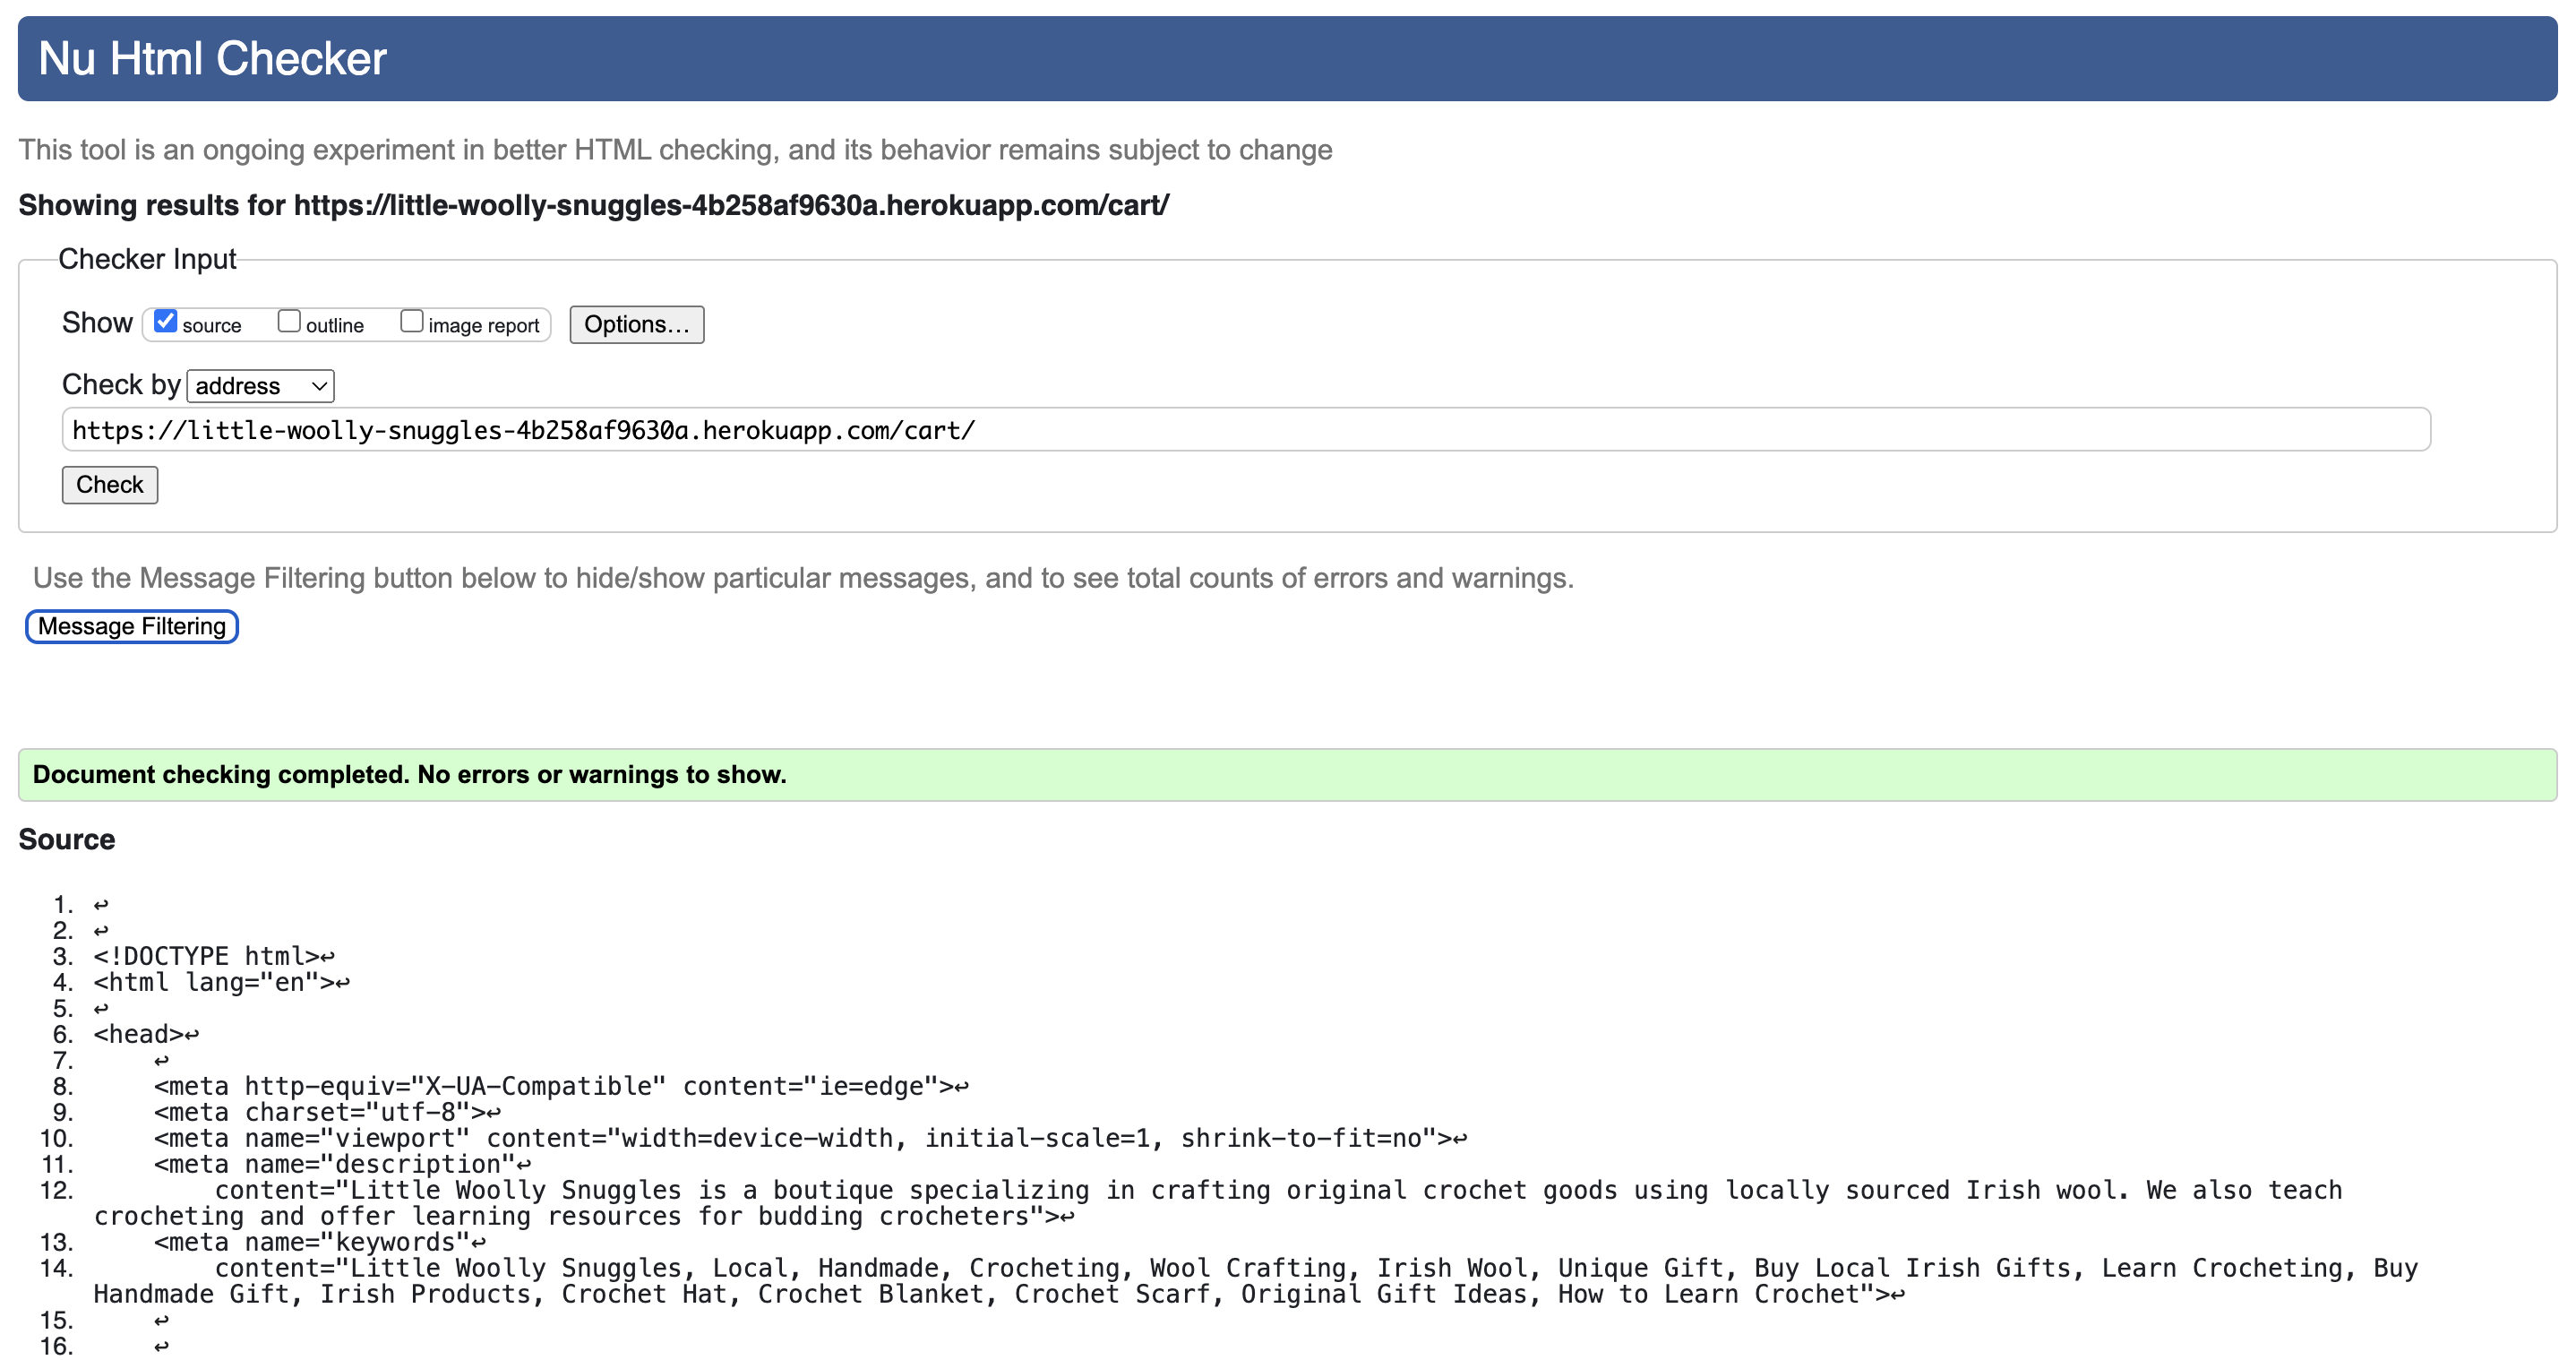 Nu Html Checker
This tool is an ongoing experiment in better HTML checking, and its behavior remains subject to change
Showing results for https://little-woolly-snuggles-4b258af9630a.herokuapp.com/cart/
Checker Input
Show source outline image report Options...
Check by address
https://little-woolly-snuggles-4b258af9630a.herokuapp.com/cart/
Check
Use the Message Filtering button below to hide/show particular messages, and to see total counts of errors and warnings.
Message Filtering
Document checking completed. No errors or warnings to show.
Source
1. ↩
2. ↩
3. <!DOCTYPE html>↩
4. <html lang="en">↩
5. ↩
6. <head>↩
7. ↩
8. <meta http-equiv="X-UA-Compatible" content="ie=edge">↩
9. <meta charset="utf-8">↩
10. <meta name="viewport" content="width=device-width, initial-scale=1, shrink-to-fit=no">↩
11. <meta name="description"↩
12. content="Little Woolly Snuggles is a boutique specializing in crafting original crochet goods using locally sourced Irish wool. We also teach
crocheting and offer learning resources for budding crocheters">↩
13. <meta name="keywords"↩
14. content="Little Woolly Snuggles, Local, Handmade, Crocheting, Wool Crafting, Irish Wool, Unique Gift, Buy Local Irish Gifts, Learn Crocheting, Buy
Handmade Gift, Irish Products, Crochet Hat, Crochet Blanket, Crochet Scarf, Original Gift Ideas, How to Learn Crochet">↩
15. ↩
16. ↩